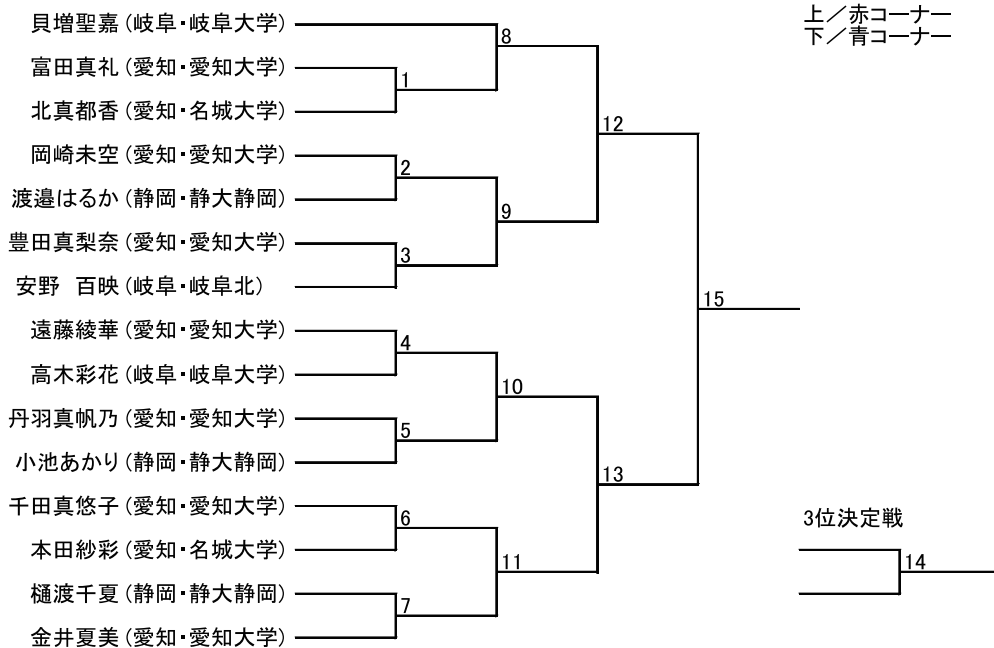 上／赤コーナー
下／青コーナー
貝増聖嘉（岐阜・岐阜大学）
富田真礼（愛知・愛知大学）
北真都香（愛知・名城大学）
岡崎未空（愛知・愛知大学）
渡邉はるか（静岡・静大静岡）
豊田真梨奈（愛知・愛知大学）
安野　百映（岐阜・岐阜北）
遠藤綾華（愛知・愛知大学）
高木彩花（岐阜・岐阜大学）
丹羽真帆乃（愛知・愛知大学）
小池あかり（静岡・静大静岡）
千田真悠子（愛知・愛知大学）
本田紗彩（愛知・名城大学）
樋渡千夏（静岡・静大静岡）
金井夏美（愛知・愛知大学）
1
2
3
4
5
6
7
8
9
10
11
12
13
15
3位決定戦
14